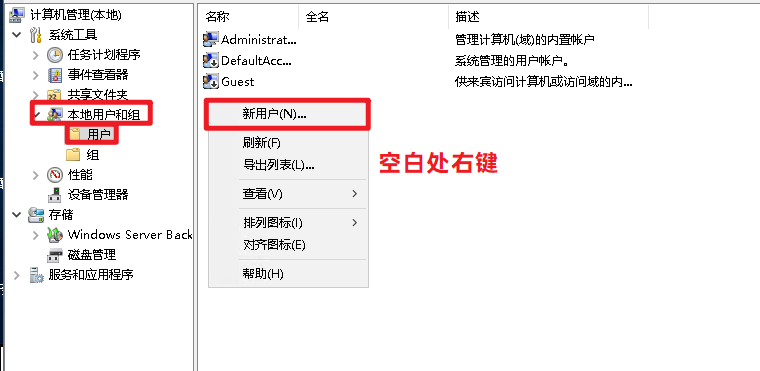 计算机管理(本地)
系统工具
任务计划程序
事件查看器
共享文件夹
本地用户和组
用户
组
性能
设备管理器
存储
Windows Server Back
磁盘管理
服务和应用程序
名称 全名 描述
Administrat... 管理计算机(域)的内置帐户
DefaultAcc... 系统管理的用户帐户。
Guest 供来宾访问计算机或访问域的内...
新用户(N)...
刷新(F)
导出列表(L)...
查看(V)
排列图标(I)
对齐图标(E)
帮助(H)
空白处右键